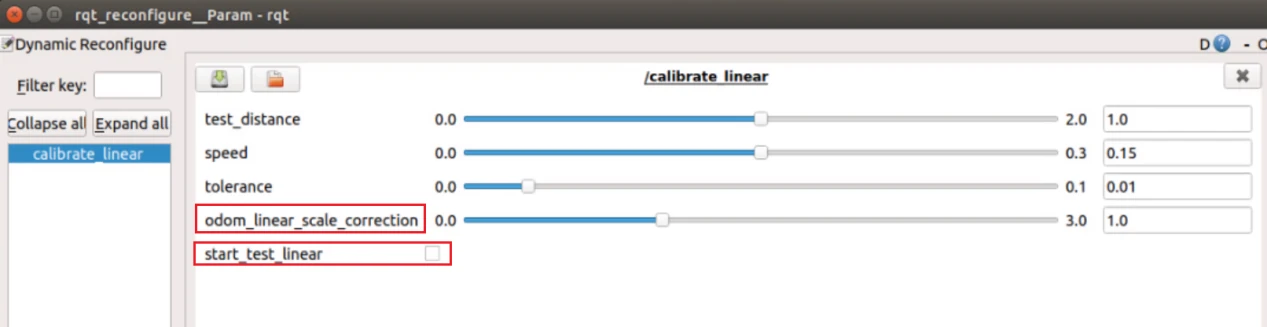 rqt_reconfigure__Param - rqt
Dynamic Reconfigure
D ? - O
Filter key:
/calibrate_linear
Collapse all Expand all
test_distance 0.0 2.0 1.0
calibrate_linear
speed 0.0 0.3 0.15
tolerance 0.0 0.1 0.01
odom_linear_scale_correction 0.0 3.0 1.0
start_test_linear